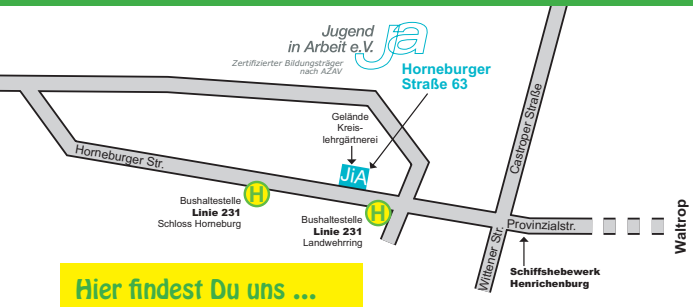 Jugend
in Arbeit e.V.
jia
Zertifizierter Bildungsträger
nach AZAV
Horneburger
Straße 63
Gelände
Kreis-
lehrgärtnerei
JiA
Horneburger Str.
Castroper Straße
H
Bushaltestelle
Linie 231
Schloss Horneburg
H
Bushaltestelle
Linie 231
Landwehrring
Wittener Str.
Provinzialstr.
Waltrop
Schiffshebewerk
Henrichenburg
Hier findest Du uns ...